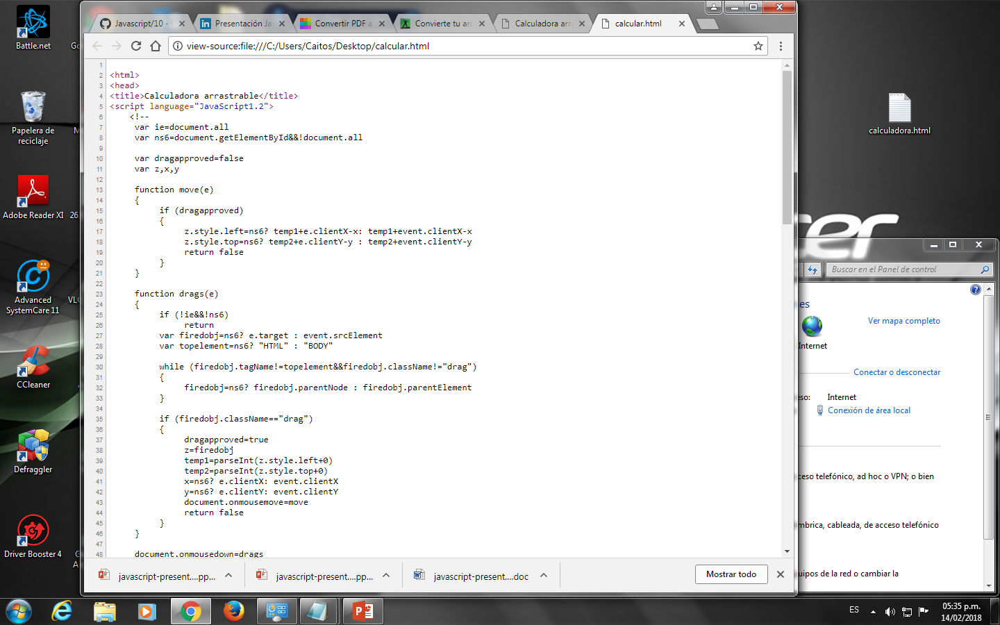 Battle.net
Papelera de
reciclaje
Adobe Reader XI
26.
Advanced
SystemCare 11
VLC
CCleaner
Defraggler
Driver Booster 4
Javascript/10 -
Presentación Ja
Convertir PDF a
Convierte tu arc
Calculadora arra
calcular.html
view-source:file:///C:/Users/Caitos/Desktop/calcular.html
1
2 <html>
3 <head>
4 <title>Calculadora arrastrable</title>
5 <script language="JavaScript1.2">
6 <!--
7 var ie=document.all
8 var ns6=document.getElementById&&!document.all
9
10 var dragapproved=false
11 var z,x,y
12
13 function move(e)
14 {
15 if (dragapproved)
16 {
17 z.style.left=ns6? temp1+e.clientX-x: temp1+event.clientX-x
18 z.style.top=ns6? temp2+e.clientY-y : temp2+event.clientY-y
19 return false
20 }
21 }
22
23 function drags(e)
24 {
25 if (!ie&&!ns6)
26 return
27 var firedobj=ns6? e.target : event.srcElement
28 var topelement=ns6? "HTML" : "BODY"
29
30 while (firedobj.tagName!=topelement&&firedobj.className!="drag")
31 {
32 firedobj=ns6? firedobj.parentNode : firedobj.parentElement
33 }
34
35 if (firedobj.className=="drag")
36 {
37 dragapproved=true
38 z=firedobj
39 temp1=parseInt(z.style.left+0)
40 temp2=parseInt(z.style.top+0)
41 x=ns6? e.clientX: event.clientX
42 y=ns6? e.clientY: event.clientY
43 document.onmousemove=move
44 return false
45 }
46 }
47
48 document.onmousedown=drags
javascript-present....pp...
javascript-present....pp...
javascript-present....doc
Mostrar todo
calculadora.html
cer
Buscar en el Panel de control
es
Ver mapa completo
Internet
Conectar o desconectar
eso: Internet
Conexión de área local
ceso telefónico, ad hoc o VPN; o bien
mbrica, cableada, de acceso telefónico
uipos de la red o cambiar la
ES
05:35 p.m.
14/02/2018